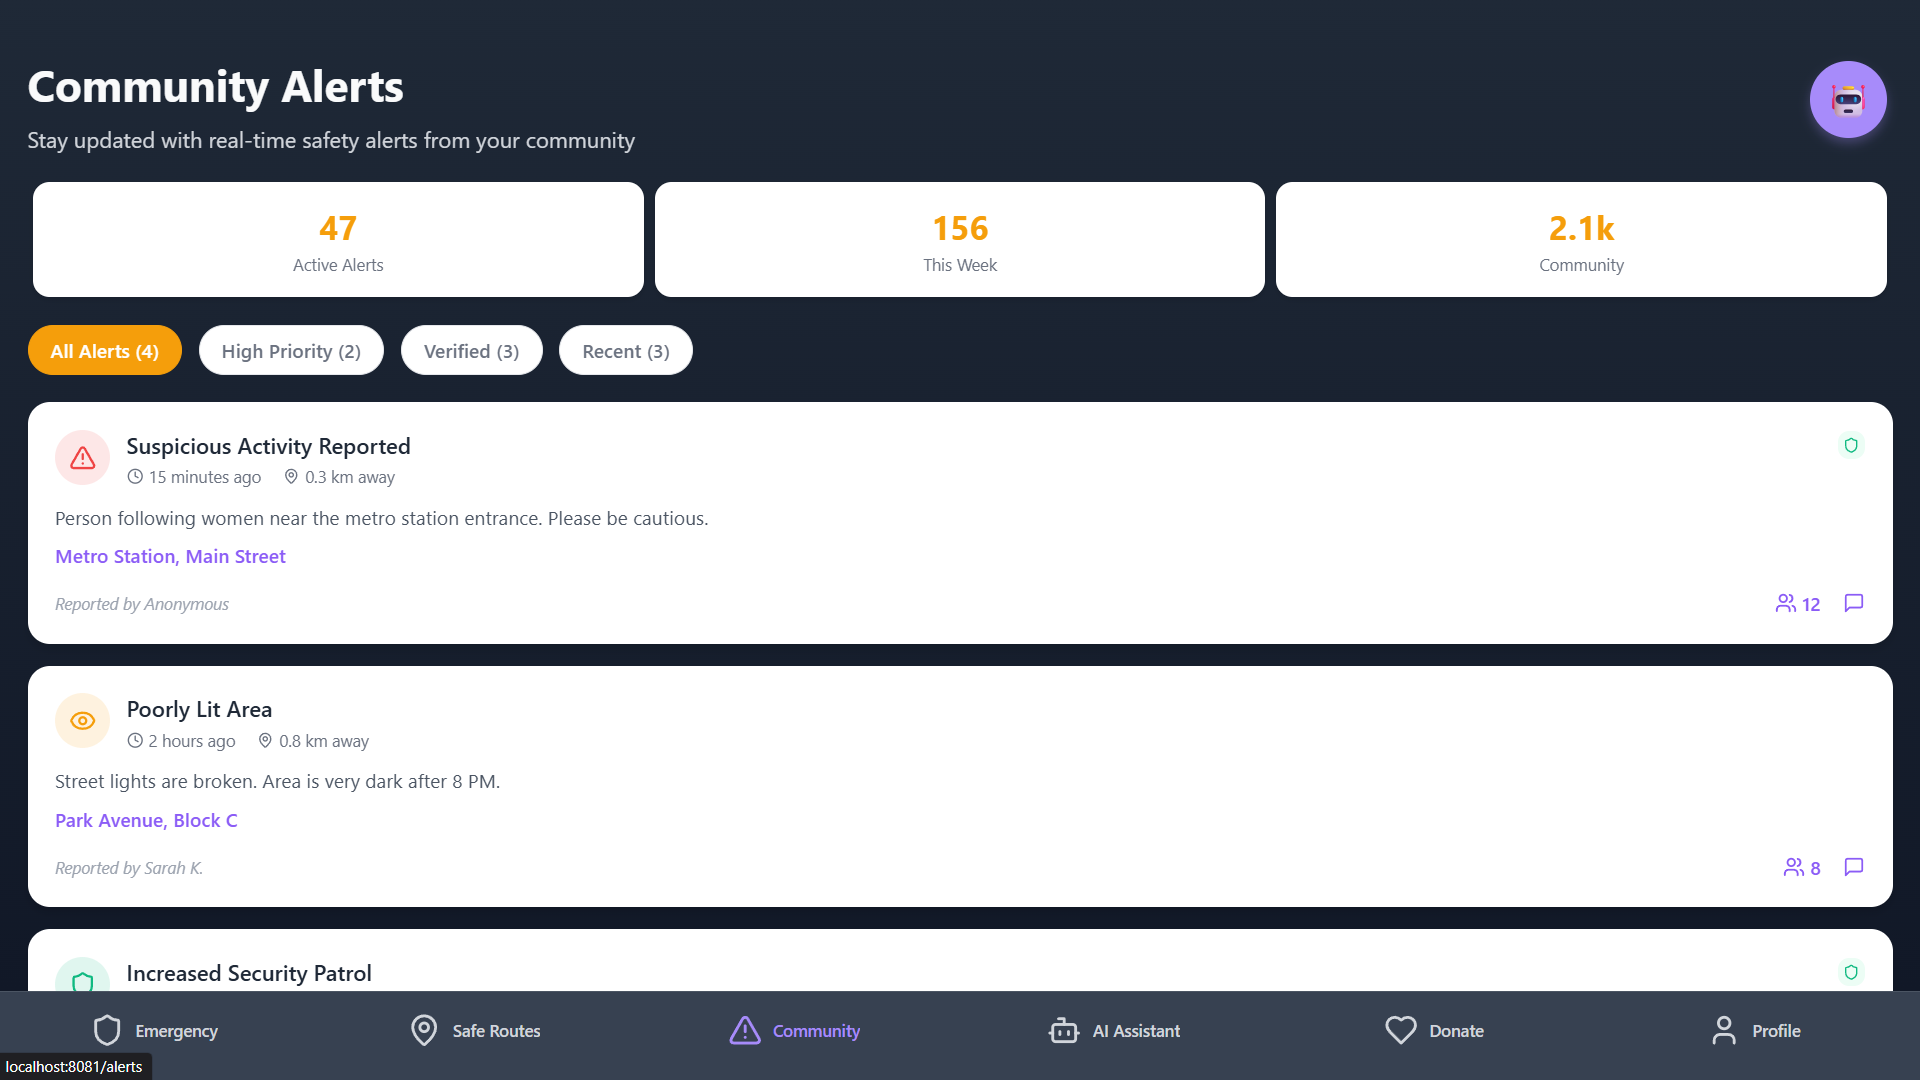 Community Alerts
Stay updated with real-time safety alerts from your community
47
Active Alerts
156
This Week
2.1k
Community
All Alerts (4)
High Priority (2)
Verified (3)
Recent (3)
Suspicious Activity Reported
15 minutes ago
0.3 km away
Person following women near the metro station entrance. Please be cautious.
Metro Station, Main Street
Reported by Anonymous
12
Poorly Lit Area
2 hours ago
0.8 km away
Street lights are broken. Area is very dark after 8 PM.
Park Avenue, Block C
Reported by Sarah K.
8
Increased Security Patrol
Emergency
Safe Routes
Community
AI Assistant
Donate
Profile
localhost:8081/alerts